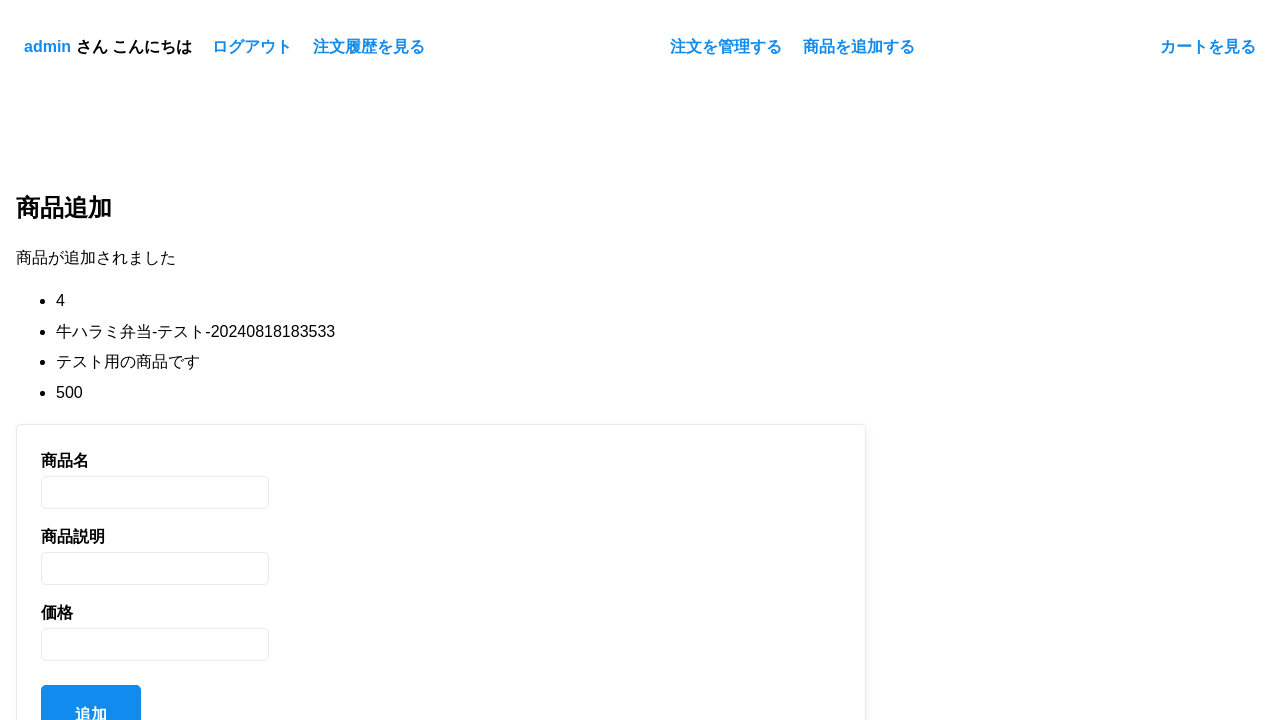 admin さん こんにちは ログアウト 注文履歴を見る 注文を管理する 商品を追加する カートを見る
商品追加
商品が追加されました
4
牛ハラミ弁当-テスト-20240818183533
テスト用の商品です
500
商品名
商品説明
価格
追加